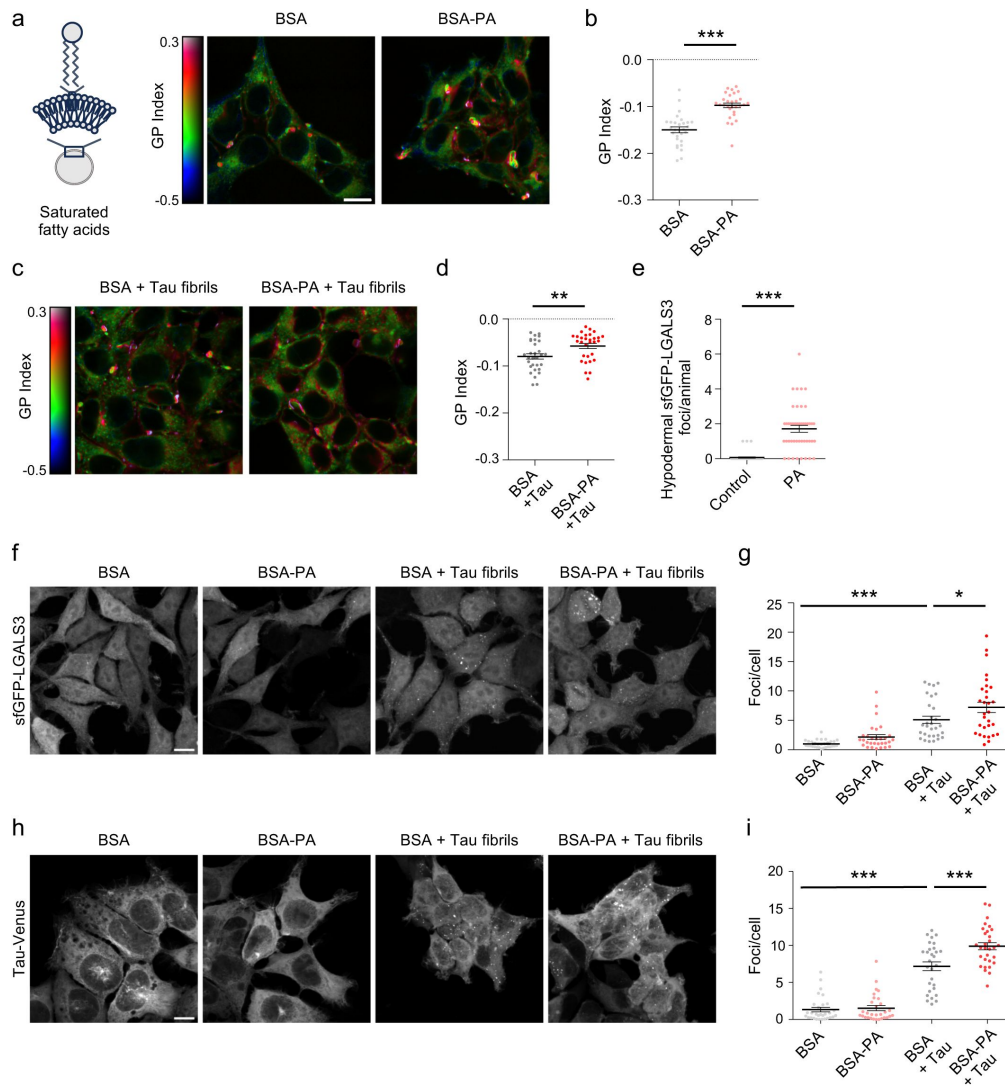 a
BSA
BSA-PA
0.3
GP Index
-0.5
Saturated
fatty acids
b
***
0.0
-0.1
-0.2
-0.3
GP Index
BSA
BSA-PA
c
BSA + Tau fibrils
BSA-PA + Tau fibrils
0.3
GP Index
-0.5
d
**
0.0
-0.1
-0.2
-0.3
GP Index
BSA
+Tau
BSA-PA
+Tau
e
***
8
6
4
2
0
Hypodermal sfGFP-LGALS3
foci/animal
Control
PA
f
BSA
BSA-PA
BSA + Tau fibrils
BSA-PA + Tau fibrils
sfGFP-LGALS3
g
***
*
25
20
15
10
5
0
Foci/cell
BSA
BSA-PA
BSA
+ Tau
BSA-PA
+ Tau
h
BSA
BSA-PA
BSA + Tau fibrils
BSA-PA + Tau fibrils
Tau-Venus
i
***
***
20
15
10
5
0
Foci/cell
BSA
BSA-PA
BSA
+ Tau
BSA-PA
+ Tau